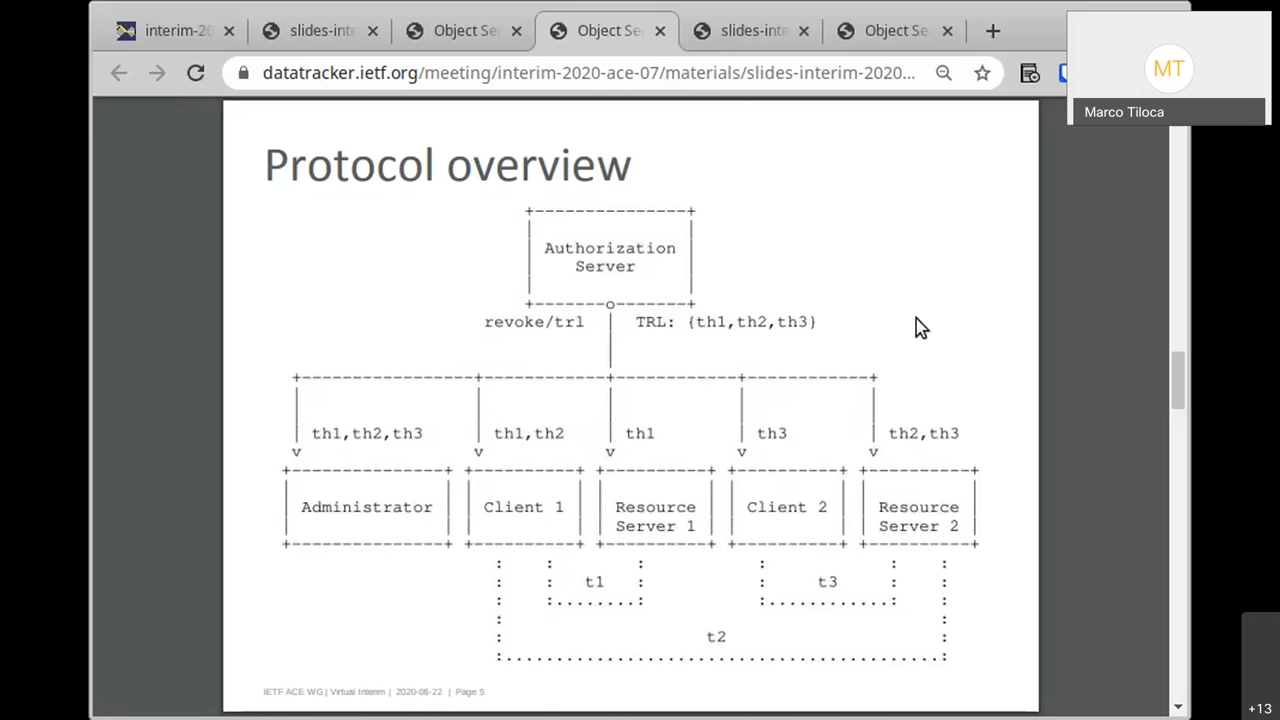 interim-20
slides-inte
Object Se
Object Se
slides-inte
Object Se
datatracker.ietf.org/meeting/interim-2020-ace-07/materials/slides-interim-2020...
MT
Marco Tiloca
Protocol overview
Authorization
Server
revoke/trl TRL: {th1,th2,th3}
th1,th2,th3 th1,th2 th1 th3 th2,th3
Administrator Client 1 Resource Server 1 Client 2 Resource Server 2
t1 t3
t2
IETF ACE WG | Virtual Interim | 2020-06-22 | Page 5
+13